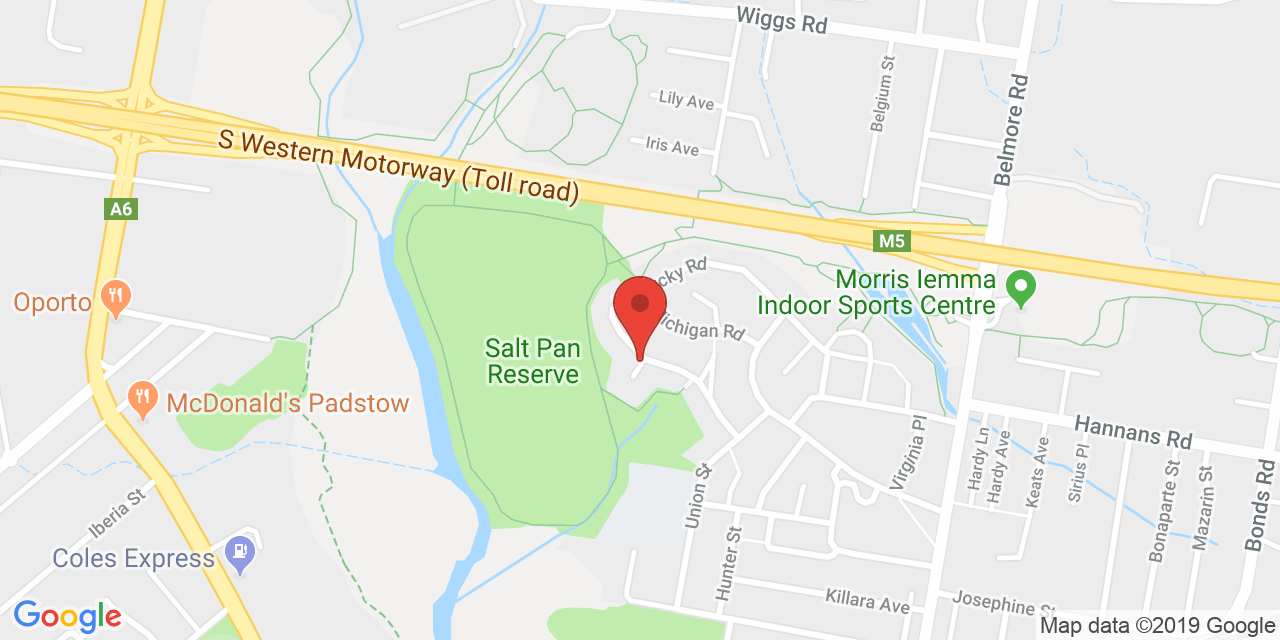 Wiggs Rd
Lily Ave
Belgium St
Belmore Rd
S Western Motorway (Toll road)
Iris Ave
A6
M5
cky Rd
Morris Iemma
Indoor Sports Centre
Oporto
ichigan Rd
Salt Pan
Reserve
McDonald's Padstow
Hannans Rd
Virginia Pl
Hardy Ln
Hardy Ave
Keats Ave
Sirius Pl
Bonaparte St
Mazarin St
Bonds Rd
Iberia St
Union St
Hunter St
Coles Express
Killara Ave
Josephine St
Google
Map data ©2019 Google